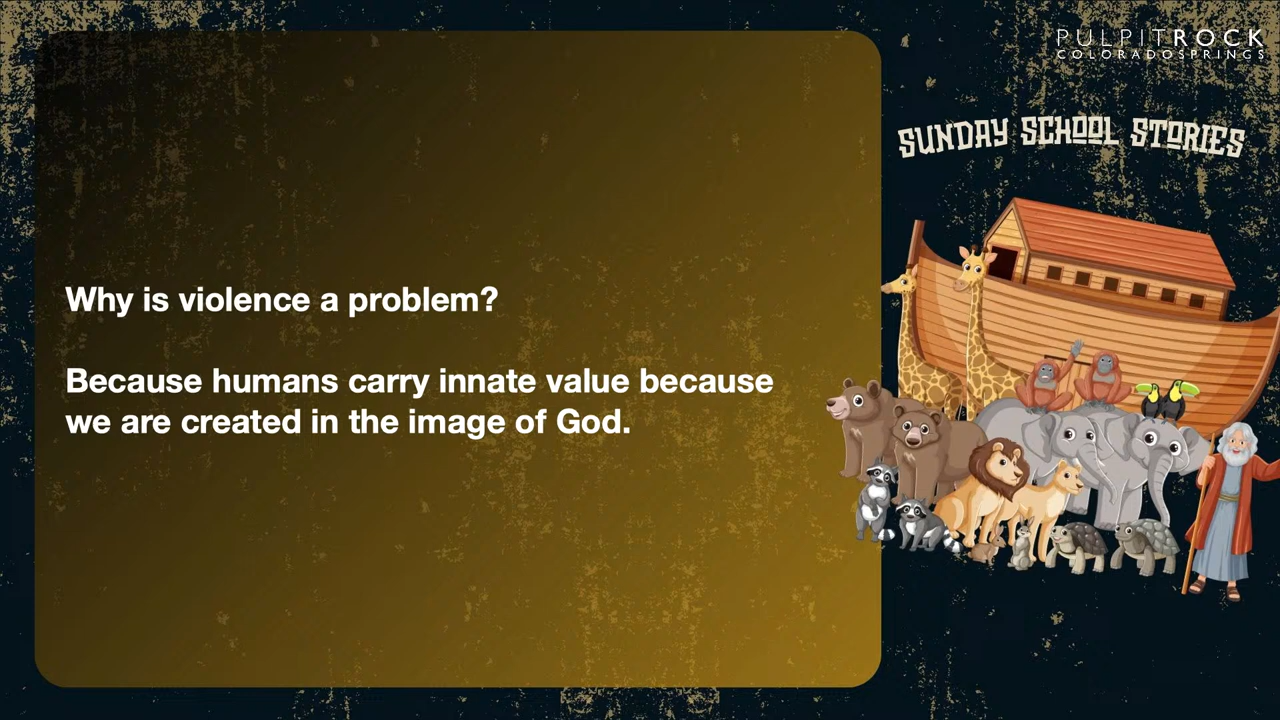 PULPITROCK
COLORADOSPRINGS
SUNDAY SCHOOL STORIES
Why is violence a problem?
Because humans carry innate value because
we are created in the image of God.